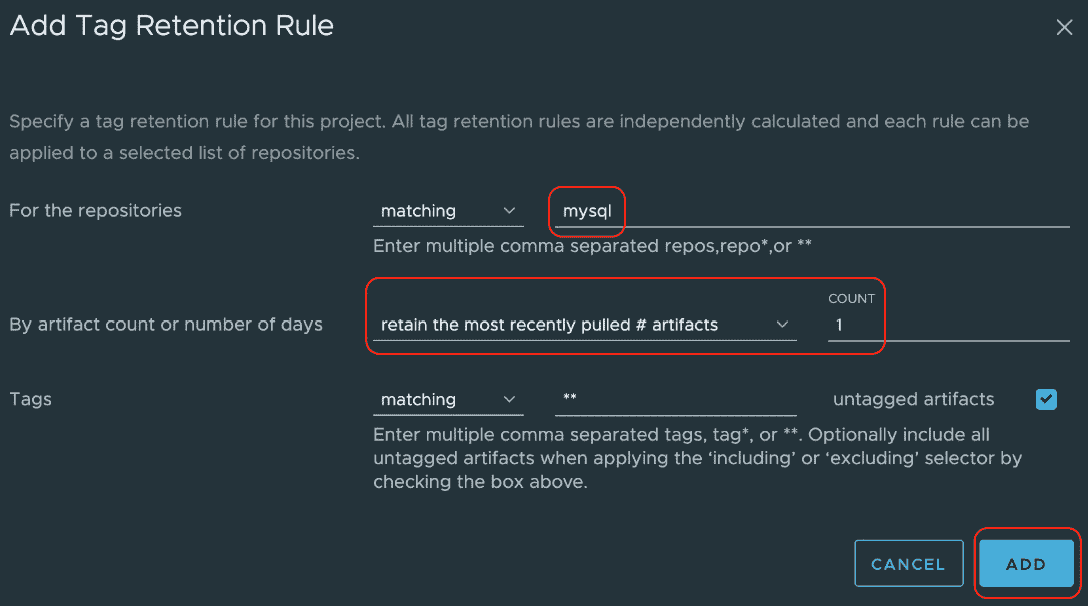 Add Tag Retention Rule
Specify a tag retention rule for this project. All tag retention rules are independently calculated and each rule can be
applied to a selected list of repositories.
For the repositories
matching
mysql
Enter multiple comma separated repos,repo*,or **
By artifact count or number of days
retain the most recently pulled # artifacts
COUNT
1
Tags
matching
**
untagged artifacts
Enter multiple comma separated tags, tag*, or **. Optionally include all
untagged artifacts when applying the ‘including’ or ‘excluding’ selector by
checking the box above.
CANCEL
ADD